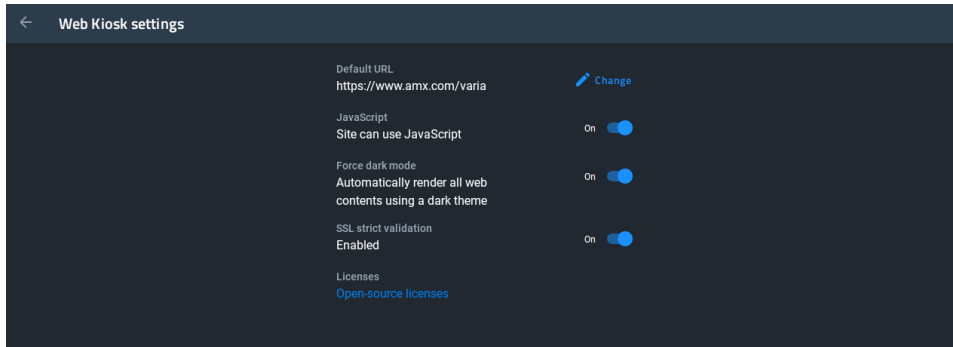 Web Kiosk settings
Default URL
https://www.amx.com/varia
Change
JavaScript
Site can use JavaScript
On
Force dark mode
Automatically render all web
contents using a dark theme
On
SSL strict validation
Enabled
On
Licenses
Open-source licenses